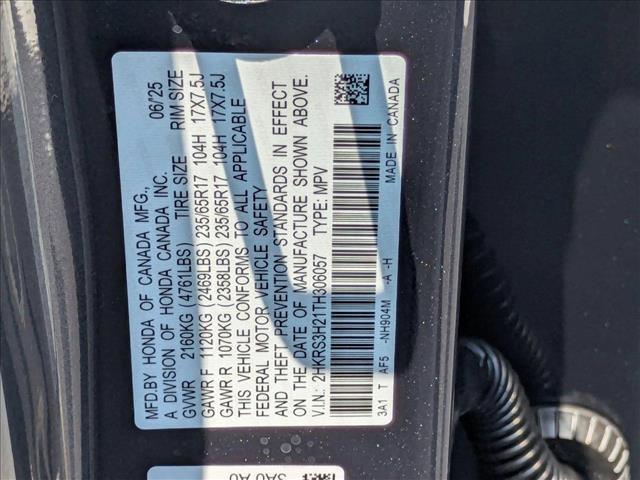 MFD.BY HONDA OF CANADA MFG., 06/25
A DIVISION OF HONDA CANADA INC.
GVWR 2160KG (4761LBS) TIRE SIZE RIM SIZE
GAWR F 1120KG (2469LBS) 235/65R17 104H 17X7.5J
GAWR R 1070KG (2358LBS) 235/65R17 104H 17X7.5J
THIS VEHICLE CONFORMS TO ALL APPLICABLE
FEDERAL MOTOR VEHICLE SAFETY
AND THEFT PREVENTION STANDARDS IN EFFECT
ON THE DATE OF MANUFACTURE SHOWN ABOVE.
V.I.N.: 2HKRS3H21TH306057 TYPE: MPV
3A1 T AF5 -NH904M -A -H MADE IN CANADA